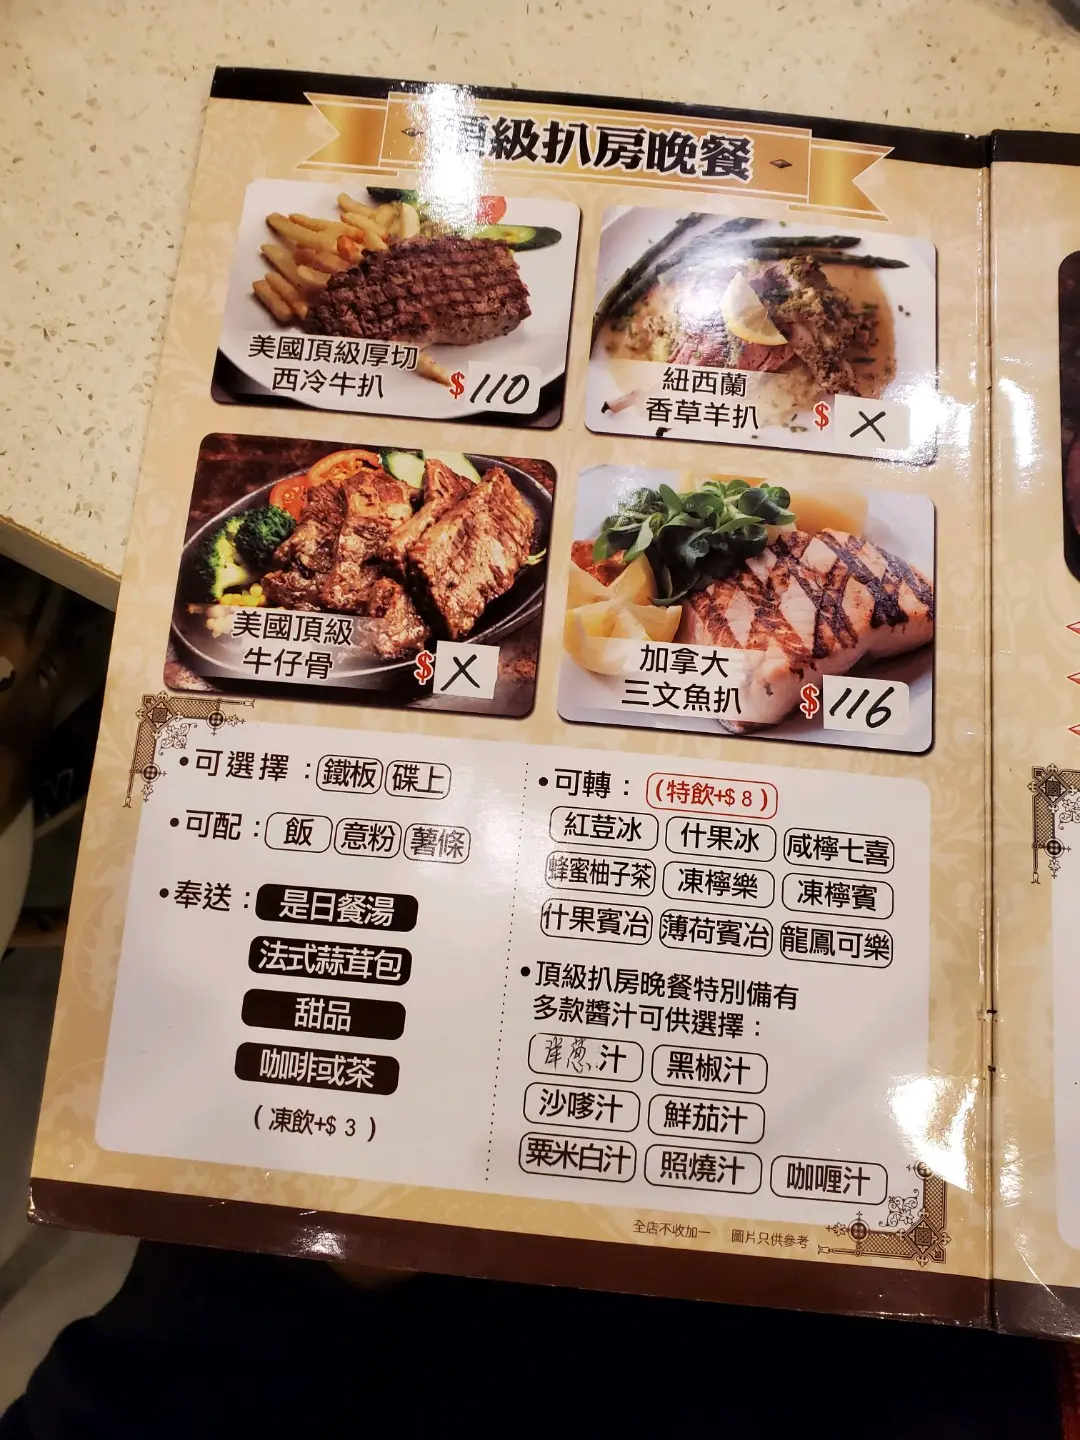 頂級扒房晚餐
美國頂級厚切
西冷牛扒
$110
紐西蘭
香草羊扒
$ X
美國頂級
牛仔骨
$ X
加拿大
三文魚扒
$116
•可選擇：鐵板 碟上
•可配：飯 意粉 薯條
•奉送：是日餐湯
法式蒜茸包
甜品
咖啡或茶
(凍飲+$3)
•可轉：(特飲+$8)
紅荳冰 什果冰 咸檸七喜
蜂蜜柚子茶 凍檸樂 凍檸賓
什果賓冶 薄荷賓冶 龍鳳可樂
•頂級扒房晚餐特別備有
多款醬汁可供選擇：
洋葱汁 黑椒汁
沙嗲汁 鮮茄汁
粟米白汁 照燒汁 咖喱汁
全店不收加一 圖片只供參考